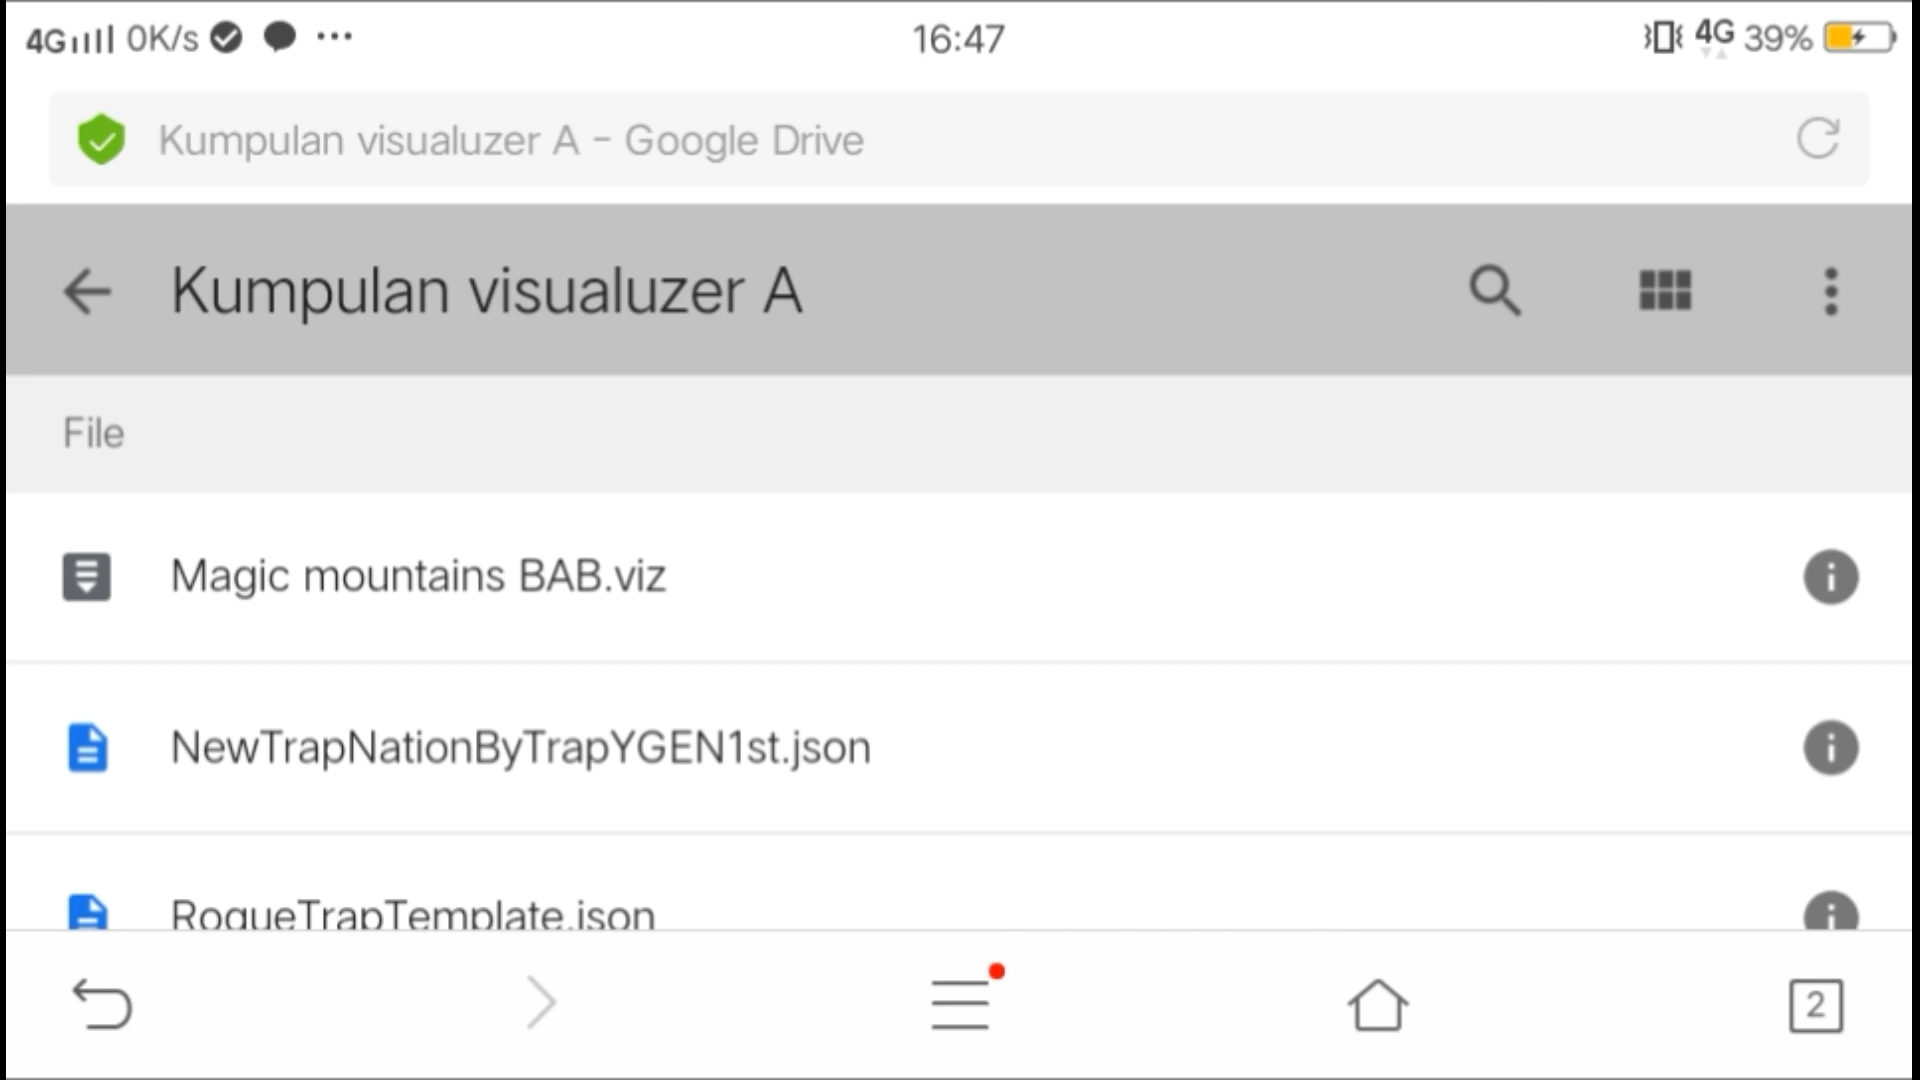 4G 0K/s 16:47 4G 39%
Kumpulan visualuzer A - Google Drive
Kumpulan visualuzer A
File
Magic mountains BAB.viz
NewTrapNationByTrapYGEN1st.json
RogueTrapTemplate.json
2